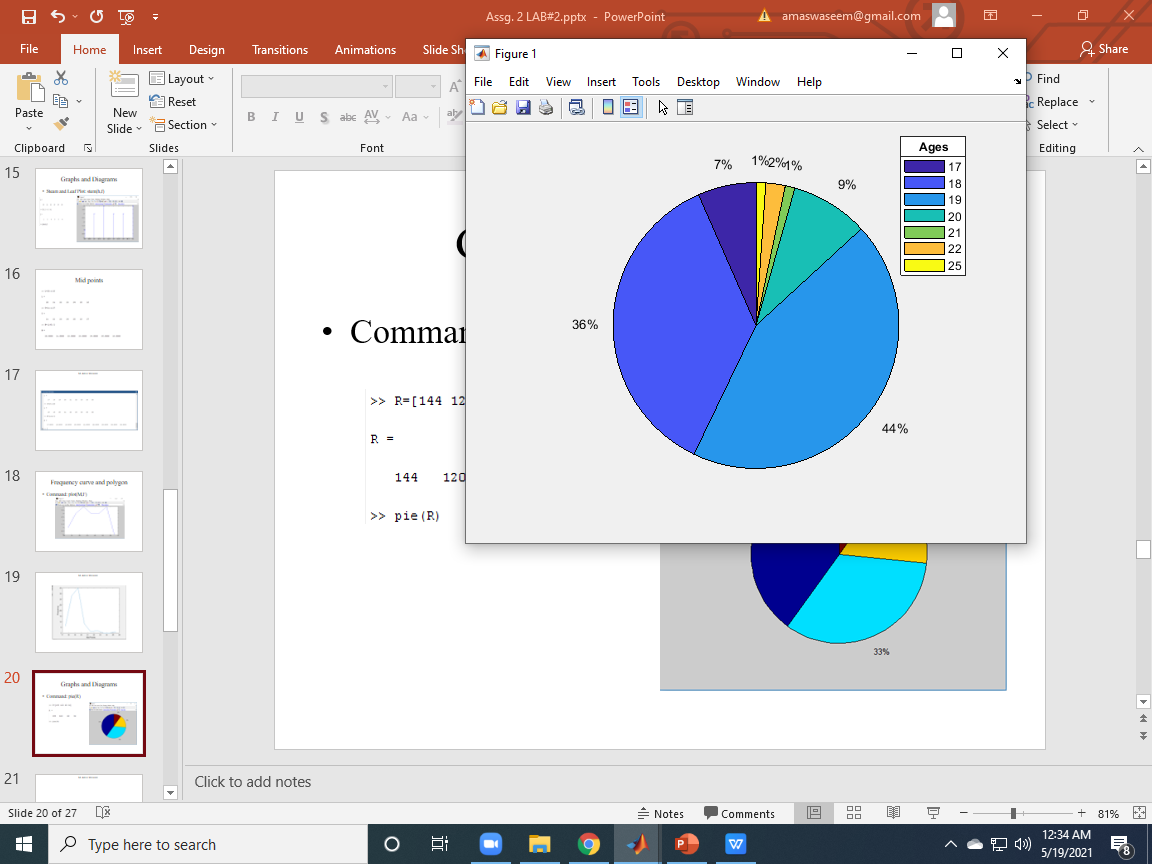 Assg. 2 LAB#2.pptx - PowerPoint
amaswaseem@gmail.com
File Home Insert Design Transitions Animations Slide Sh
Share
Paste
New
Slide
Layout
Reset
Section
Clipboard
Slides
B I U S abc AV Aa
Font
Find
Replace
Select
Editing
Figure 1
File Edit View Insert Tools Desktop Window Help
7%
1%
2%
1%
9%
36%
44%
Ages
17
18
19
20
21
22
25
15
Graphs and Diagrams
16
Mid points
17
18
Frequency curve and polygon
19
20
Graphs and Diagrams
21
• Comman
>> R=[144 12
R =
144 120
>> pie(R)
33%
Click to add notes
Slide 20 of 27
Notes
Comments
81%
Type here to search
12:34 AM
5/19/2021
8